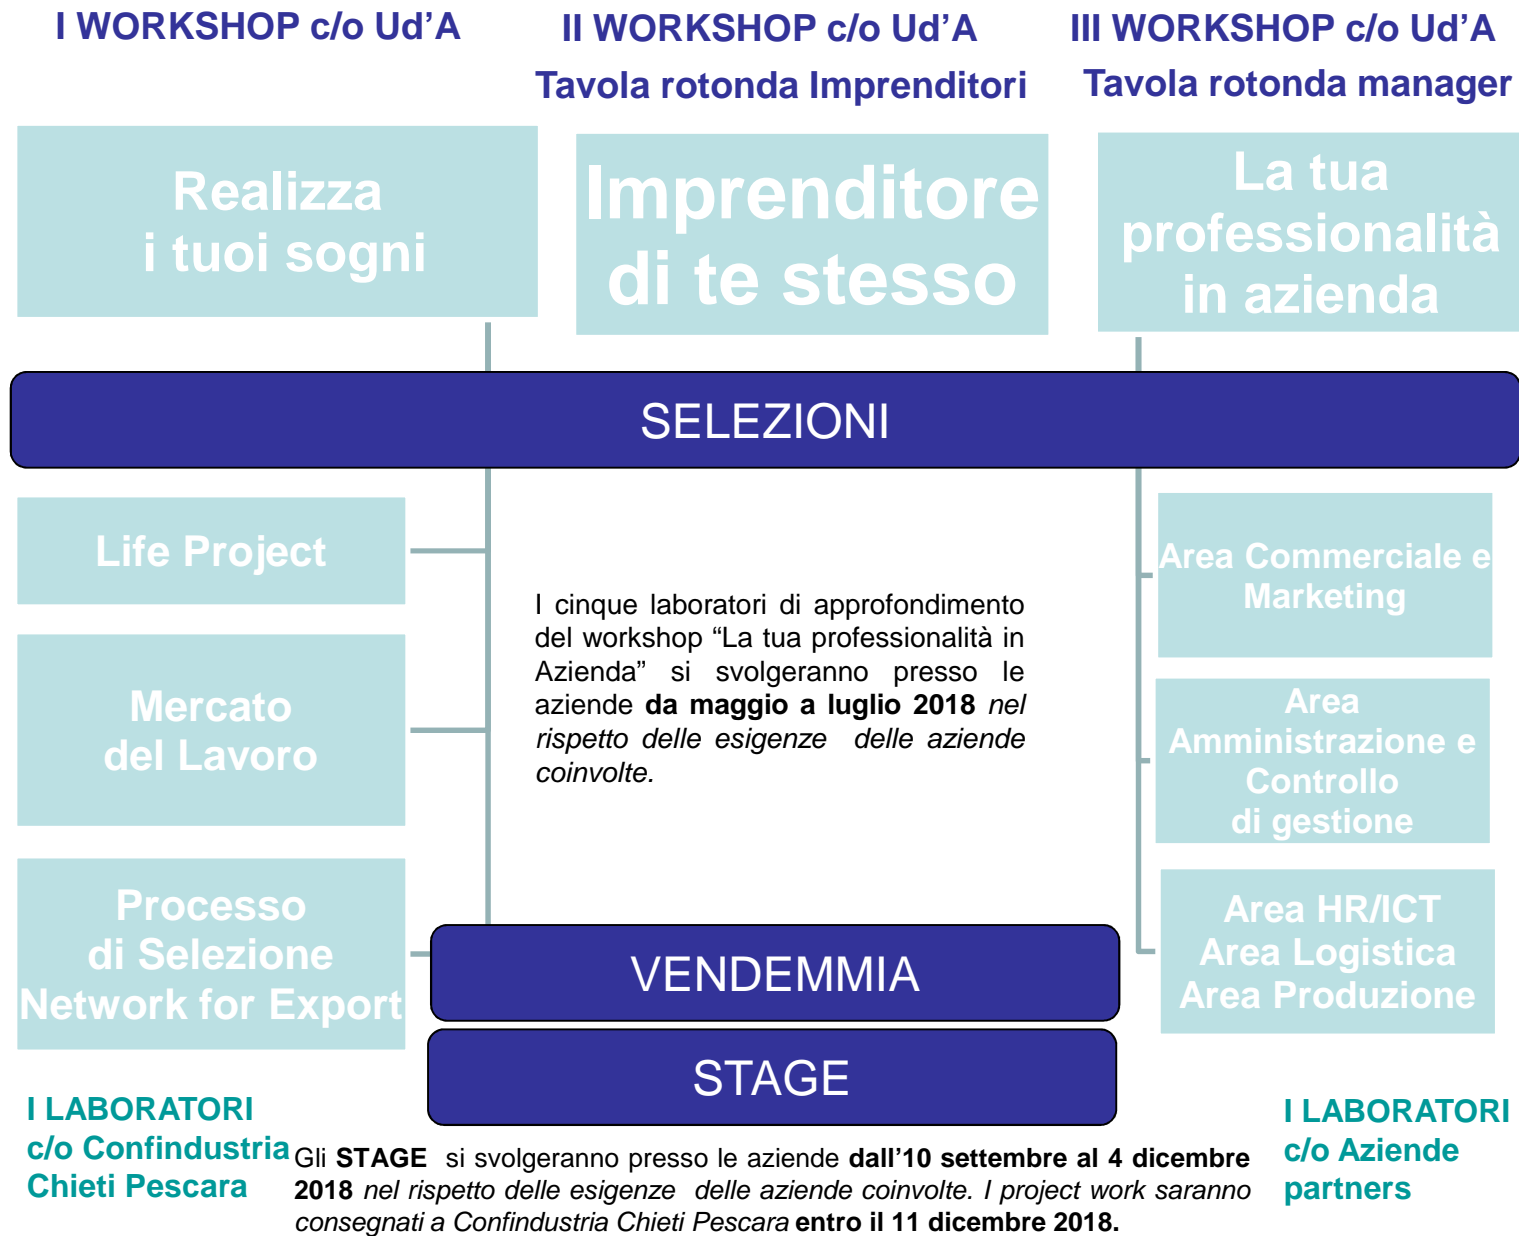 I WORKSHOP c/o Ud’A
II WORKSHOP c/o Ud’A
Tavola rotonda Imprenditori
III WORKSHOP c/o Ud’A
Tavola rotonda manager
Realizza
i tuoi sogni
Imprenditore
di te stesso
La tua
professionalità
in azienda
SELEZIONI
Life Project
Mercato
del Lavoro
Processo
di Selezione
Network for Export
I cinque laboratori di approfondimento
del workshop “La tua professionalità in
Azienda” si svolgeranno presso le
aziende da maggio a luglio 2018 nel
rispetto delle esigenze delle aziende
coinvolte.
Area Commerciale e
Marketing
Area
Amministrazione e
Controllo
di gestione
Area HR/ICT
Area Logistica
Area Produzione
VENDEMMIA
STAGE
I LABORATORI
c/o Confindustria
Chieti Pescara
Gli STAGE si svolgeranno presso le aziende dall’10 settembre al 4 dicembre
2018 nel rispetto delle esigenze delle aziende coinvolte. I project work saranno
consegnati a Confindustria Chieti Pescara entro il 11 dicembre 2018.
I LABORATORI
c/o Aziende
partners